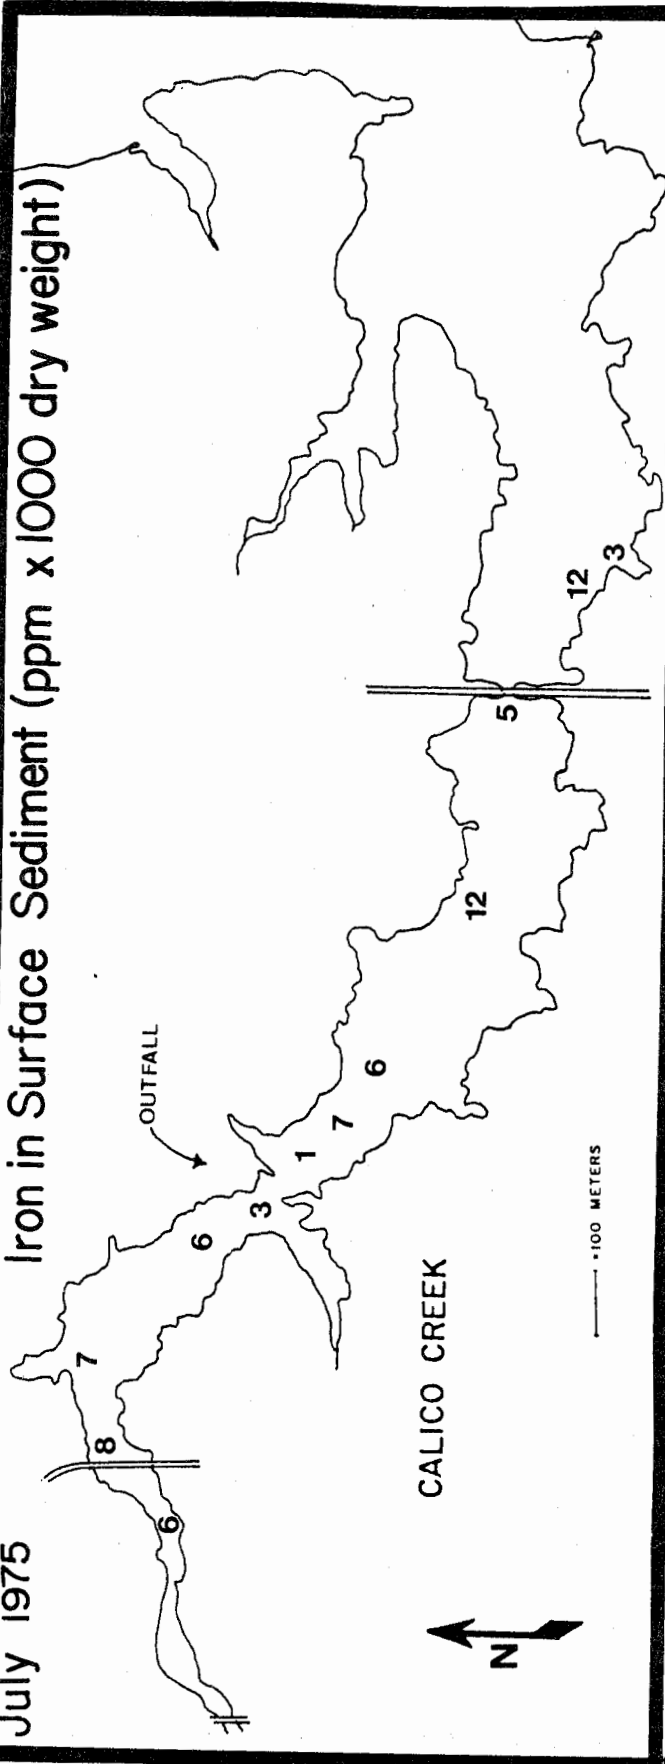 July 1975
Iron in Surface Sediment (ppm x1000 dry weight)
OUTFALL
7
8
6
6
3
1
7
6
12
5
12
3
CALICO CREEK
N
=100 METERS